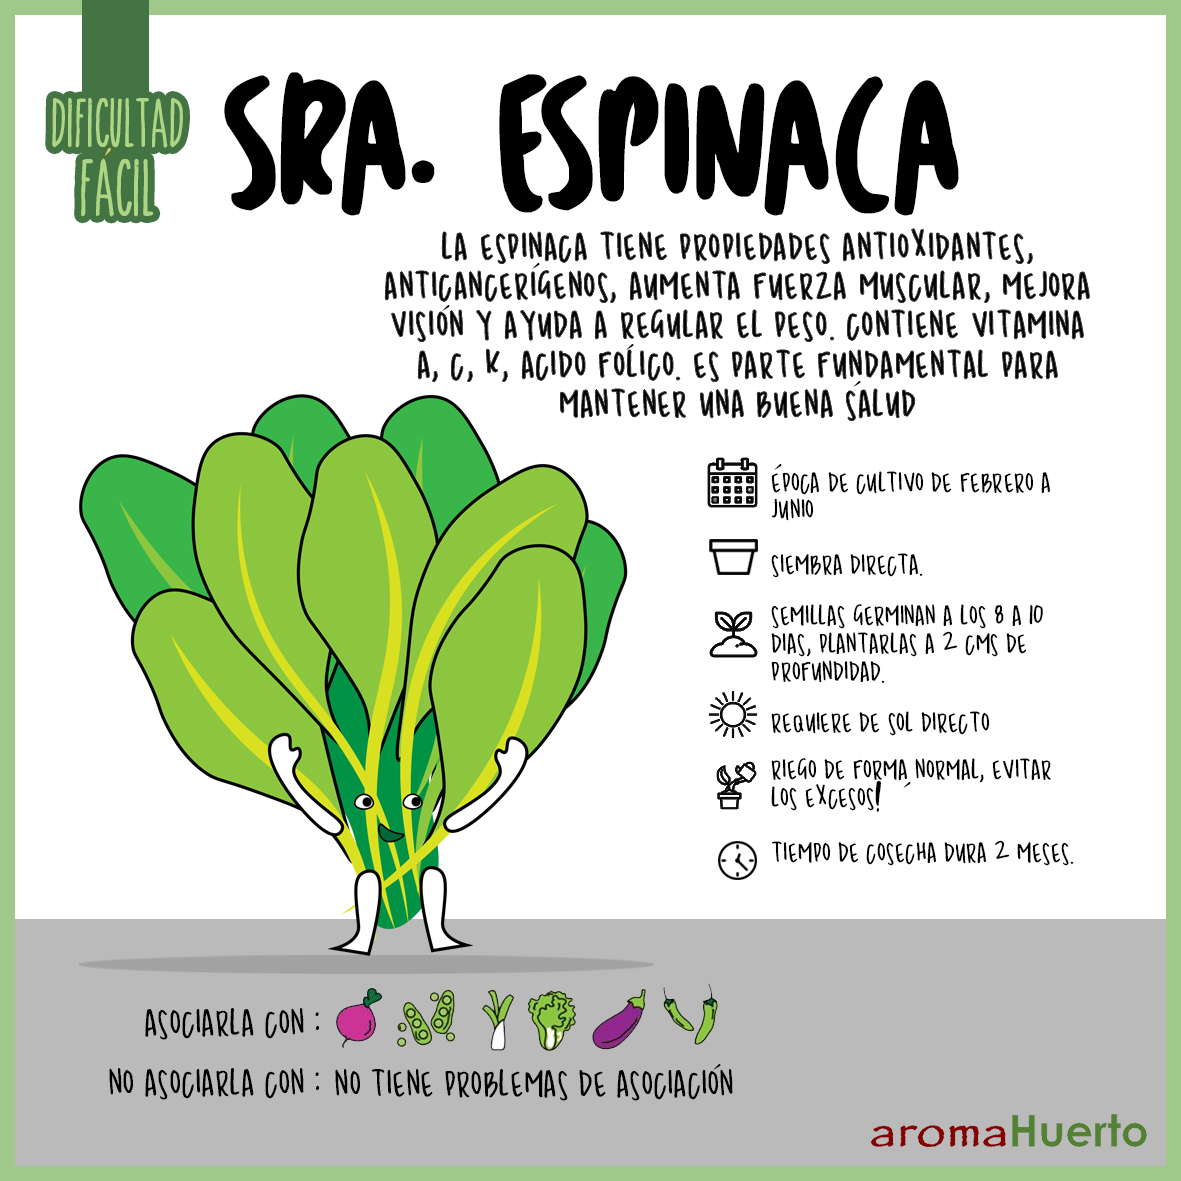 DIFICULTAD
FÁCIL
SRA. ESPINACA
LA ESPINACA TIENE PROPIEDADES ANTIOXIDANTES,
ANTICANCERÍGENOS, AUMENTA FUERZA MUSCULAR, MEJORA
VISIÓN Y AYUDA A REGULAR EL PESO. CONTIENE VITAMINA
A, C, K, ACIDO FÓLICO. ES PARTE FUNDAMENTAL PARA
MANTENER UNA BUENA SALUD
ÉPOCA DE CULTIVO DE FEBRERO A
JUNIO
SIEMBRA DIRECTA.
SEMILLAS GERMINAN A LOS 8 A 10
DIAS, PLANTARLAS A 2 CMS DE
PROFUNDIDAD.
REQUIERE DE SOL DIRECTO
RIEGO DE FORMA NORMAL, EVITAR
LOS EXCESOS!
TIEMPO DE COSECHA DURA 2 MESES.
ASOCIARLA CON :
NO ASOCIARLA CON : NO TIENE PROBLEMAS DE ASOCIACIÓN
aromaHuerto